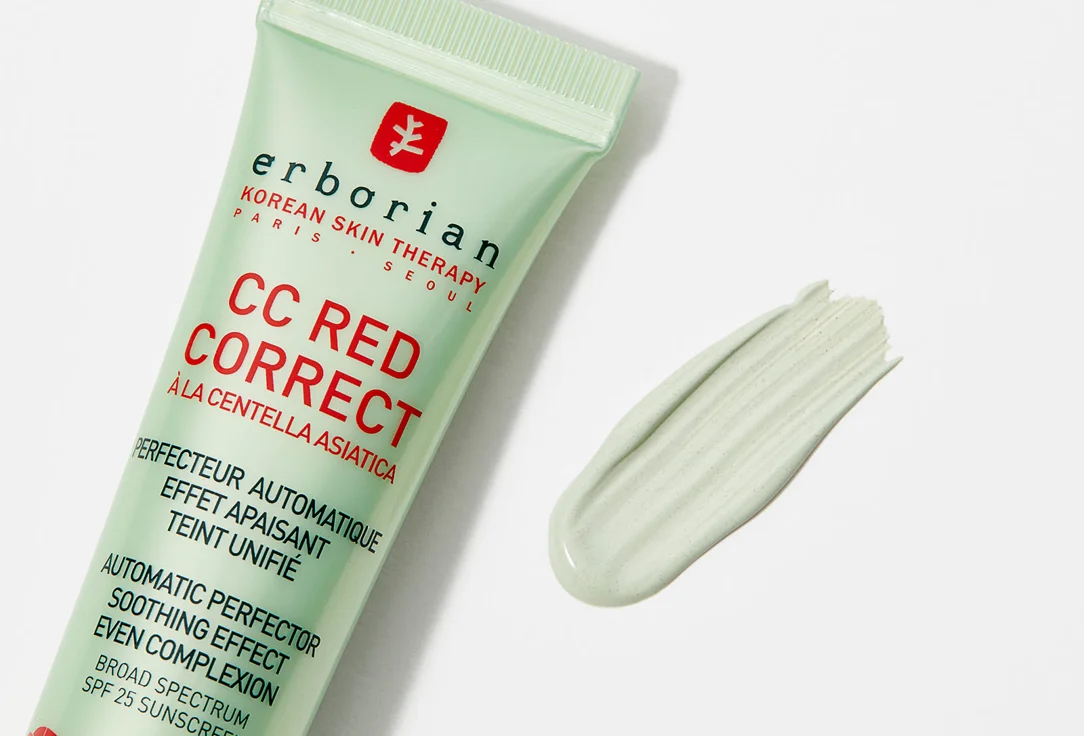 erborian
KOREAN SKIN THERAPY
PARIS · SEOUL
CC RED
CORRECT
À LA CENTELLA ASIATICA
PERFECTEUR AUTOMATIQUE
EFFET APAISANT
TEINT UNIFIÉ
AUTOMATIC PERFECTOR
SOOTHING EFFECT
EVEN COMPLEXION
BROAD SPECTRUM
SPF 25 SUNSCREEN